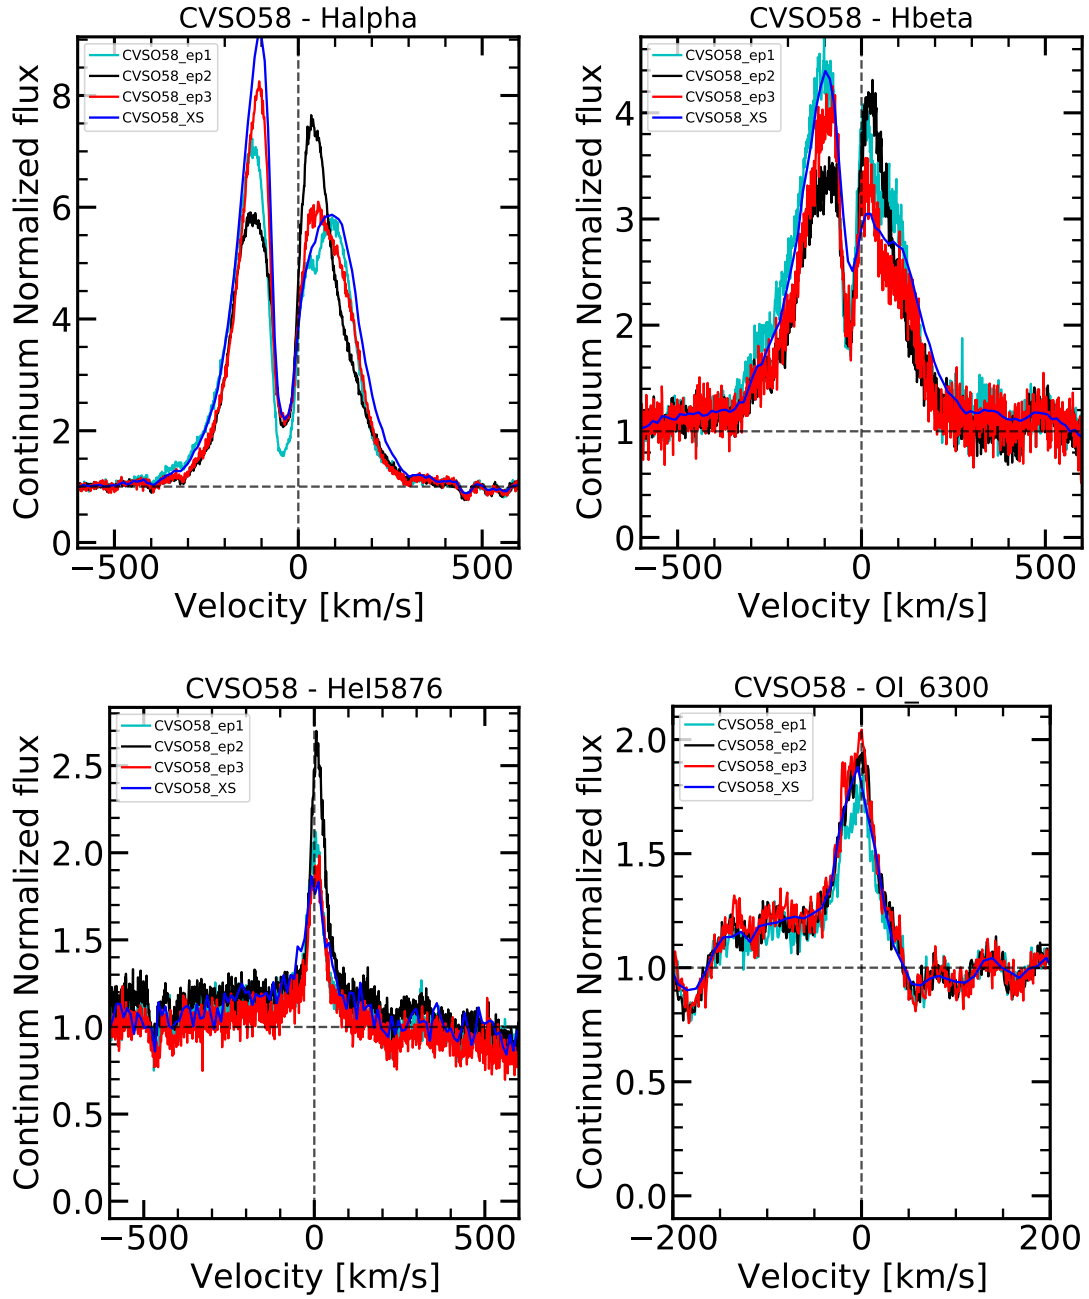 CVSO58 - Halpha
CVSO58_ep1
CVSO58_ep2
CVSO58_ep3
CVSO58_XS
Continuum Normalized flux
8
6
4
2
0
−500 0 500
Velocity [km/s]
CVSO58 - Hbeta
CVSO58_ep1
CVSO58_ep2
CVSO58_ep3
CVSO58_XS
Continuum Normalized flux
4
3
2
1
0
−500 0 500
Velocity [km/s]
CVSO58 - HeI5876
CVSO58_ep1
CVSO58_ep2
CVSO58_ep3
CVSO58_XS
Continuum Normalized flux
2.5
2.0
1.5
1.0
0.5
0.0
−500 0 500
Velocity [km/s]
CVSO58 - OI_6300
CVSO58_ep1
CVSO58_ep2
CVSO58_ep3
CVSO58_XS
Continuum Normalized flux
2.0
1.5
1.0
0.5
0.0
−200 −100 0 100 200
Velocity [km/s]